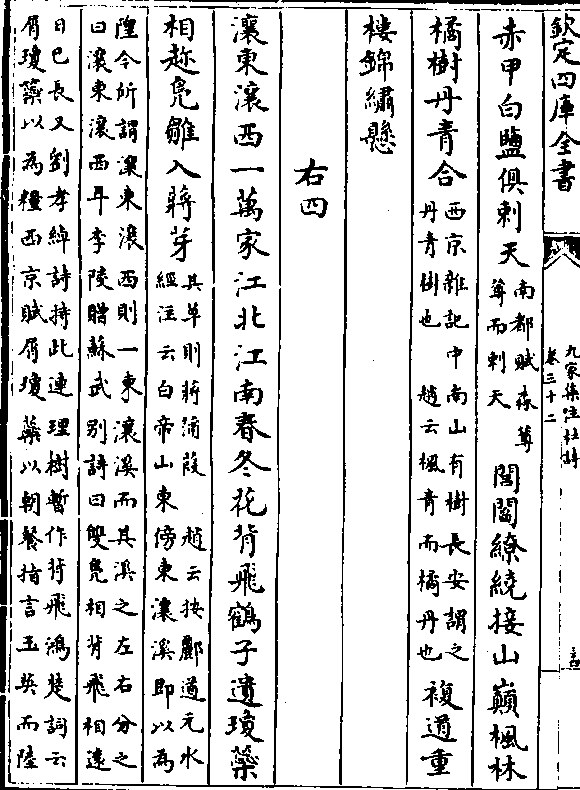 欽定四庫全書
九家集注杜詩
卷三十二
赤甲白鹽俱刺天南都賦森蓴
蓴而刺天閭閻繚繞接山巔楓林
橘樹丹青合西京雜記中南山有樹長安謂之
丹青樹也　趙云楓青而橘丹也複道重
樓錦繡懸
右四
瀼東瀼西一萬家江北江南春冬花背飛鶴子遺瓊蘂
相趂鳧雛入蔣芽其草則蔣蒲葭　趙云按酈道元水
經注云白帝山東傍東瀼溪即以為
隍今所謂瀼東瀼西則一東瀼溪而其溪之左右分之
曰瀼東瀼西耳李陵贈蘇武别詩曰雙鳧相背飛相遠
日已長又劉孝綽詩持此連理樹暫作背飛鴻楚詞云
屑瓊蘂以為糧西京賦屑瓊蘂以朝餐指言玉英而陸